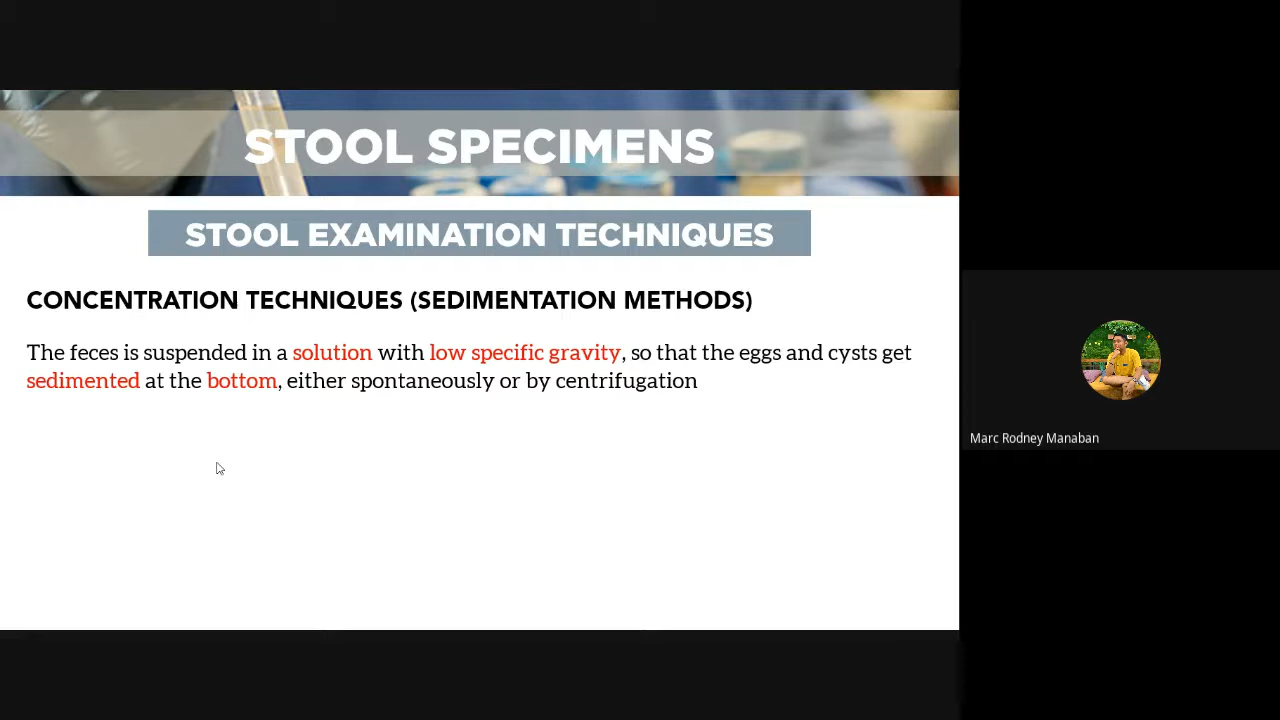 STOOL SPECIMENS
STOOL EXAMINATION TECHNIQUES
CONCENTRATION TECHNIQUES (SEDIMENTATION METHODS)
The feces is suspended in a solution with low specific gravity, so that the eggs and cysts get
sedimented at the bottom, either spontaneously or by centrifugation
Marc Rodney Manaban